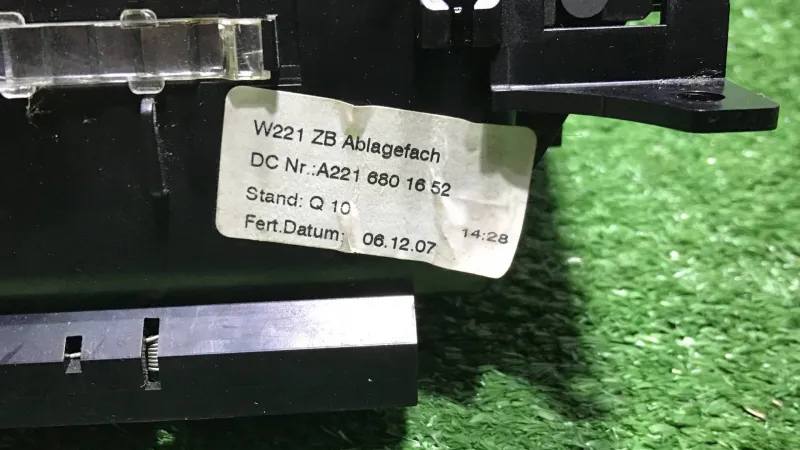 W221 ZB Ablagefach
DC Nr.:A221 680 16 52
Stand: Q 10
Fert.Datum: 06.12.07 14:28